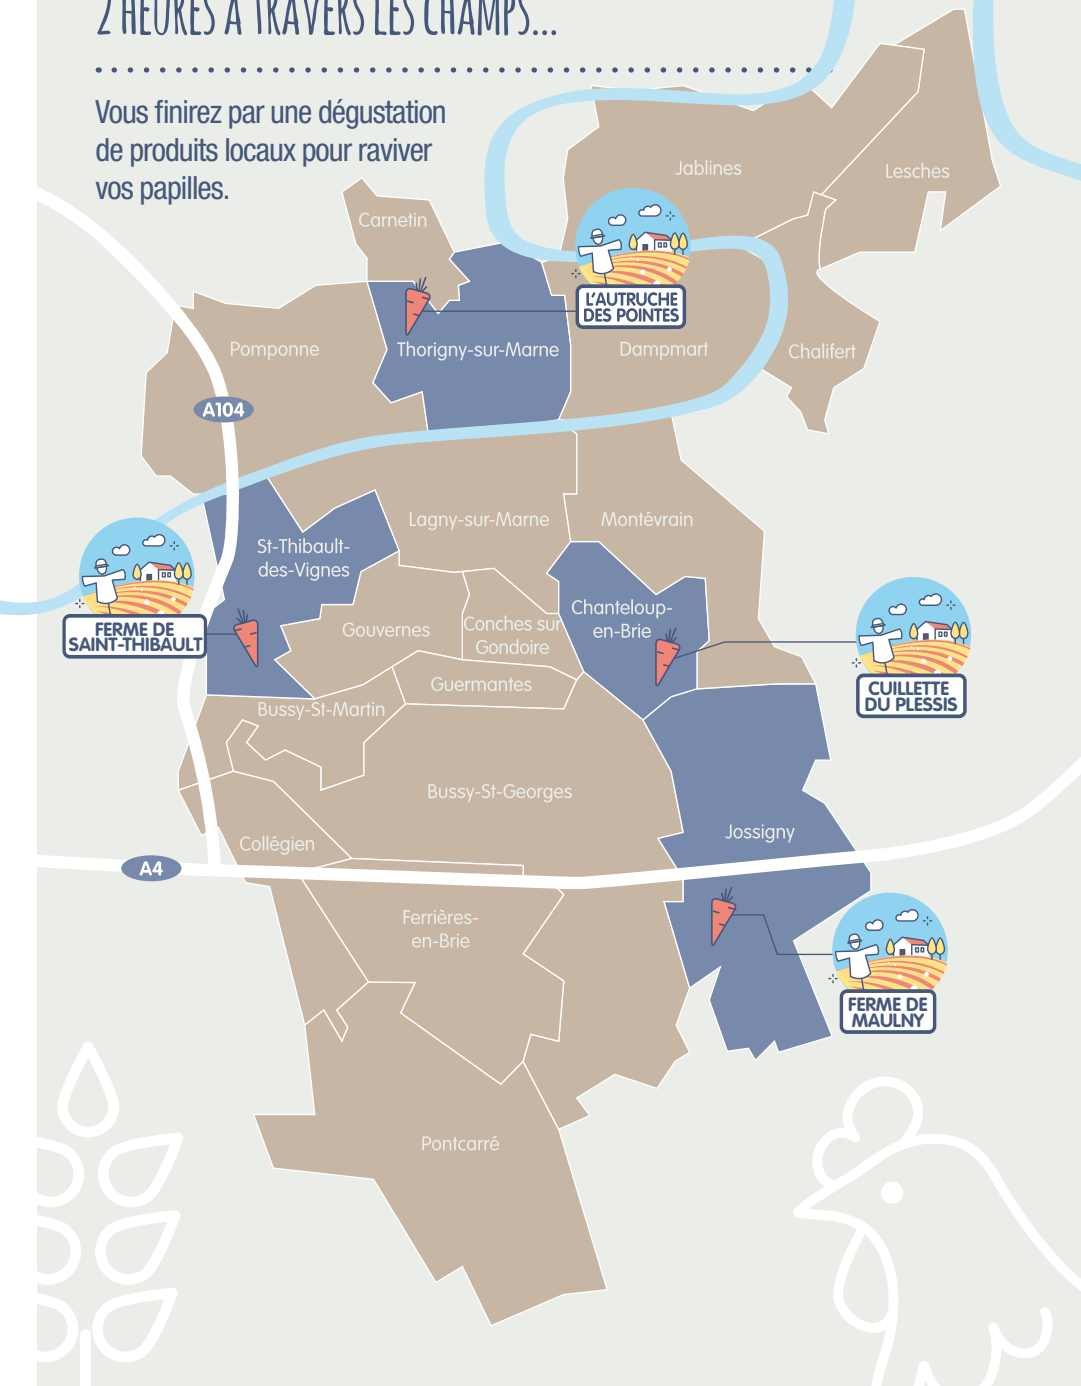 2 HEURES À TRAVERS LES CHAMPS...
Vous finirez par une dégustation
de produits locaux pour raviver
vos papilles.
Jablines
Lesches
Carnetin
L'AUTRUCHE
DES POINTES
Pomponne
Thorigny-sur-Marne
Dampmart
Chalifert
A104
Lagny-sur-Marne
Montévrain
St-Thibault-
des-Vignes
Chanteloup-
en-Brie
Gouvernes
Conches sur
Gondoire
FERME DE
SAINT-THIBAULT
Guermantes
CUILLETTE
DU PLESSIS
Bussy-St-Martin
Bussy-St-Georges
Jossigny
Collégien
A4
Ferrières-
en-Brie
FERME DE
MAULNY
Pontcarré